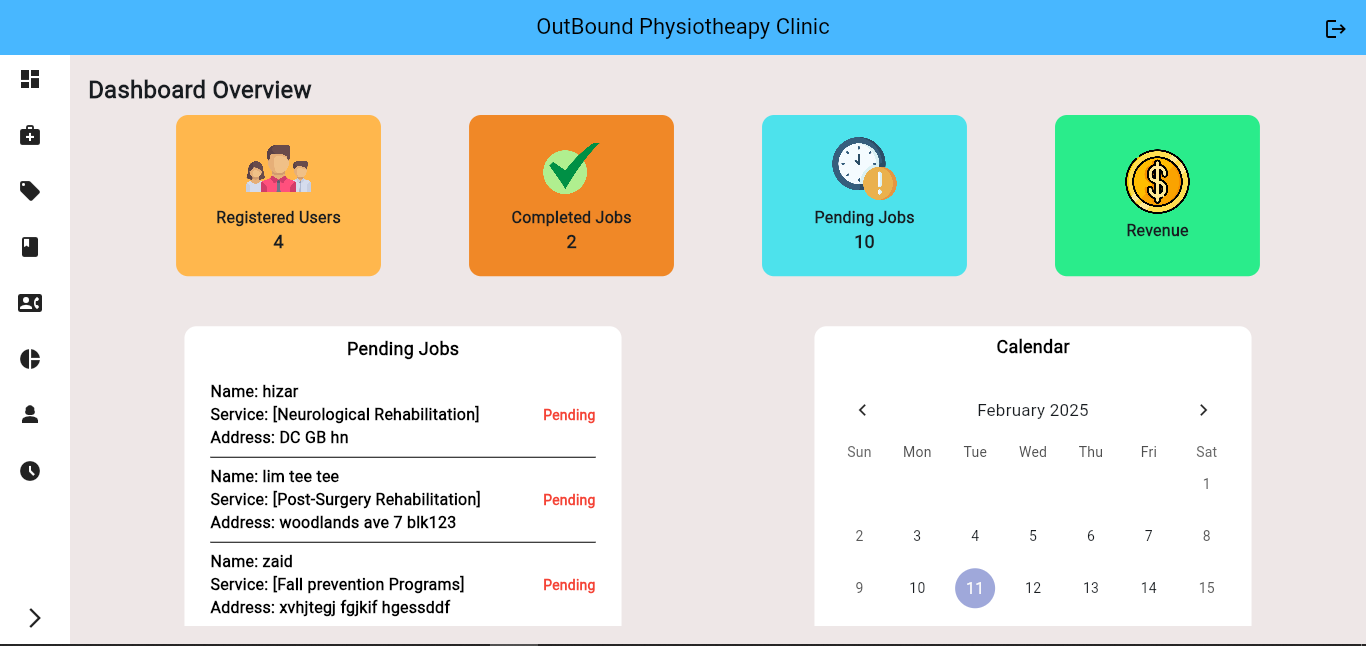 OutBound Physiotheapy Clinic
Dashboard Overview
Registered Users
4
Completed Jobs
2
Pending Jobs
10
Revenue
Pending Jobs
Name: hizar
Service: [Neurological Rehabilitation]
Address: DC GB hn
Pending
Name: lim tee tee
Service: [Post-Surgery Rehabilitation]
Address: woodlands ave 7 blk123
Pending
Name: zaid
Service: [Fall prevention Programs]
Address: xvhjtegj fgjkif hgessddf
Pending
Calendar
February 2025
Sun Mon Tue Wed Thu Fri Sat
1
2 3 4 5 6 7 8
9 10 11 12 13 14 15